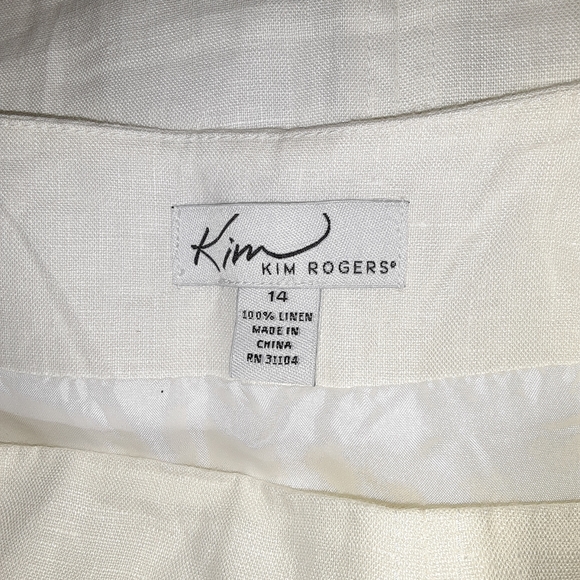 Kim
KIM ROGERS®
14
100% LINEN
MADE IN
CHINA
RN 31104